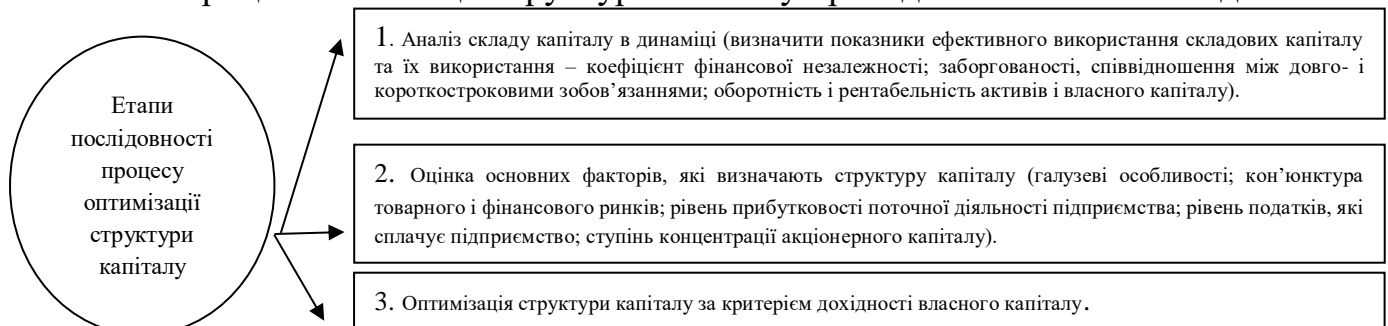 Етапи
послідовності
процесу
оптимізації
структури
капіталу
1. Аналіз складу капіталу в динаміці (визначити показники ефективного використання складових капіталу
та їх використання – коефіцієнт фінансової незалежності; заборгованості, співвідношення між довго- і
короткостроковими зобов’язаннями; оборотність і рентабельність активів і власного капіталу).
2. Оцінка основних факторів, які визначають структуру капіталу (галузеві особливості; кон’юнктура
товарного і фінансового ринків; рівень прибутковості поточної діяльності підприємства; рівень податків, які
сплачує підприємство; ступінь концентрації акціонерного капіталу).
3. Оптимізація структури капіталу за критерієм дохідності власного капіталу.